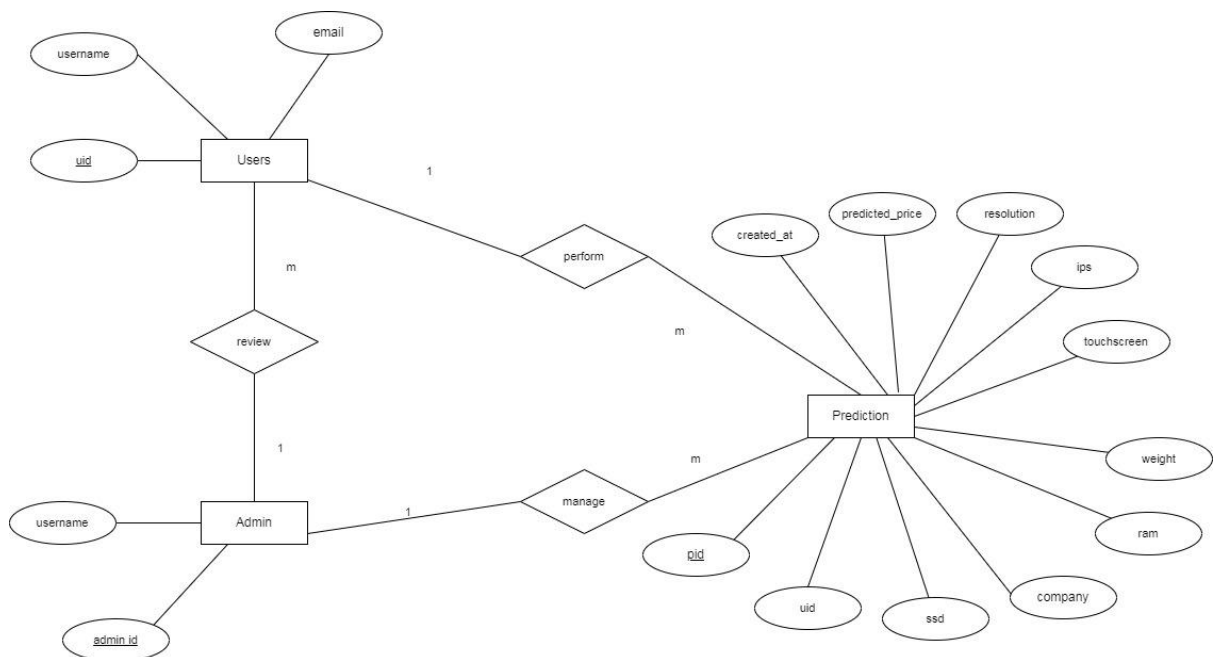 email
username
uid
Users
1
perform
m
created_at
predicted_price
resolution
ips
touchscreen
m
review
1
Prediction
m
weight
ram
company
ssd
uid
pid
manage
1
username
Admin
admin id